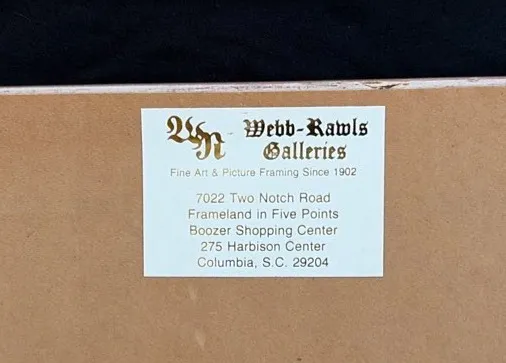 WR Webb-Rawls
Galleries
Fine Art & Picture Framing Since 1902
7022 Two Notch Road
Frameland in Five Points
Boozer Shopping Center
275 Harbison Center
Columbia, S.C. 29204